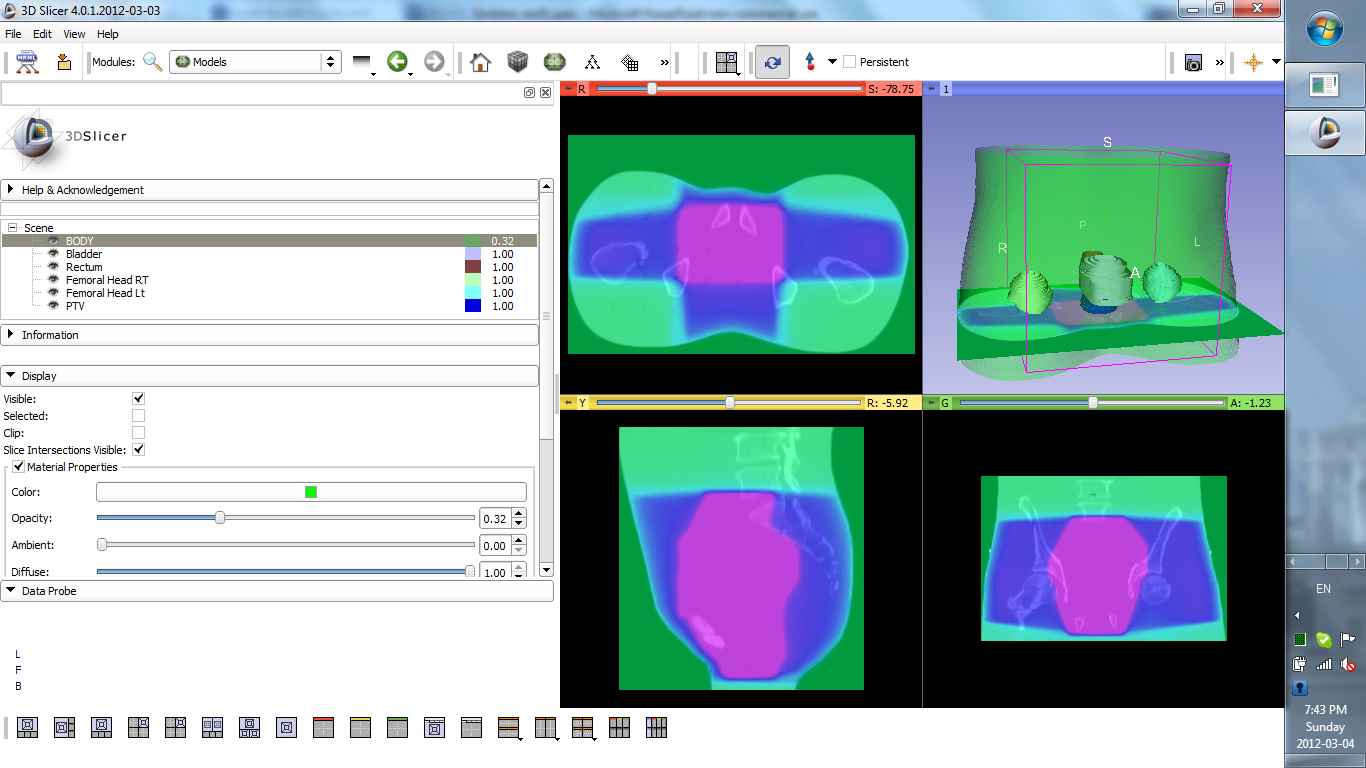 3D Slicer 4.0.1.2012-03-03
File Edit View Help
Modules: Models Persistent
R S: -78.75
1
3DSlicer
Help & Acknowledgement
Scene
BODY 0.32
Bladder 1.00
Rectum 1.00
Femoral Head RT 1.00
Femoral Head Lt 1.00
PTV 1.00
Information
Display
Visible:
Selected:
Clip:
Slice Intersections Visible:
Material Properties
Color:
Opacity: 0.32
Ambient: 0.00
Diffuse: 1.00
Data Probe
L
F
B
S
P
R
L
A
Y R: -5.92
G A: -1.23
EN
7:43 PM
Sunday
2012-03-04